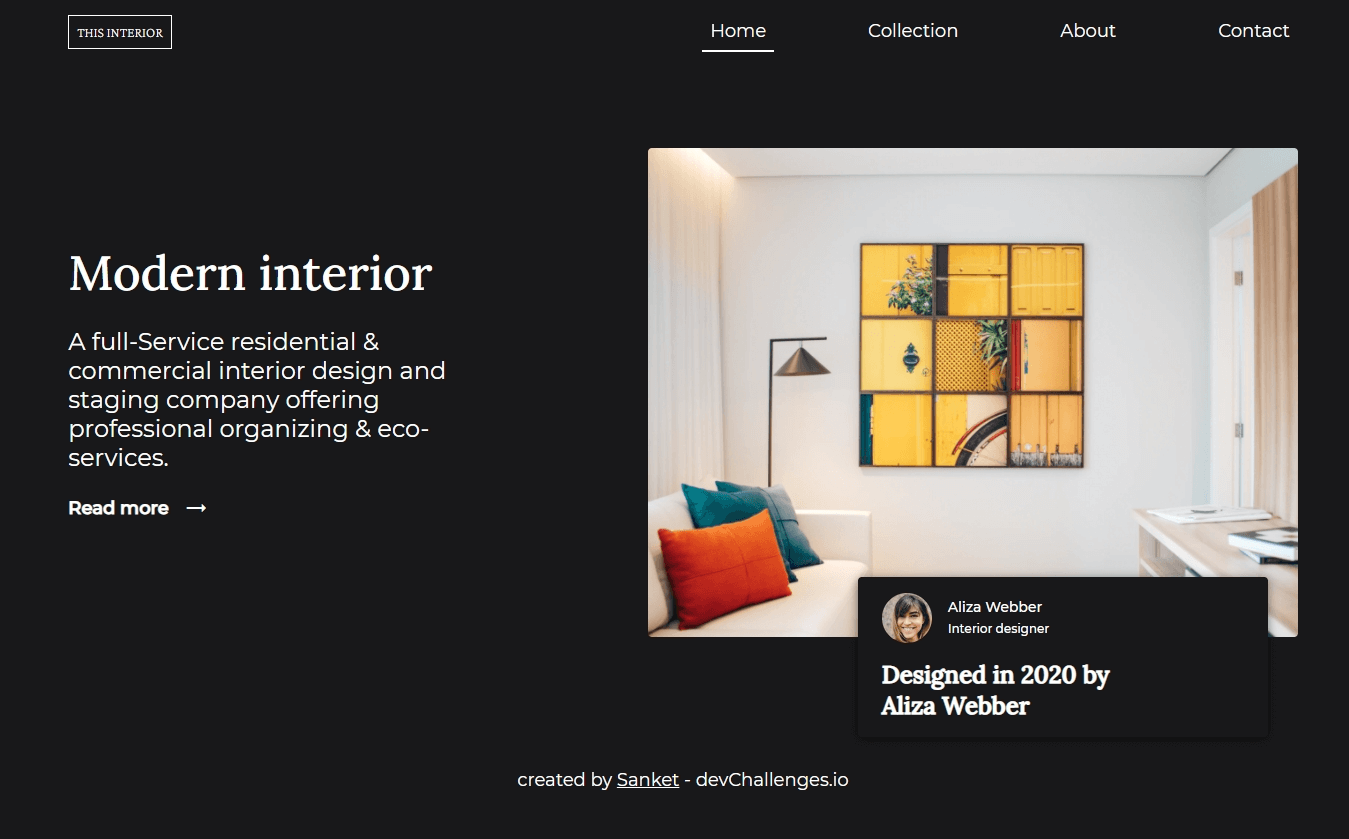 THIS INTERIOR
Home
Collection
About
Contact
Modern interior
A full-Service residential &
commercial interior design and
staging company offering
professional organizing & eco-
services.
Read more →
Aliza Webber
Interior designer
Designed in 2020 by
Aliza Webber
created by Sanket - devChallenges.io